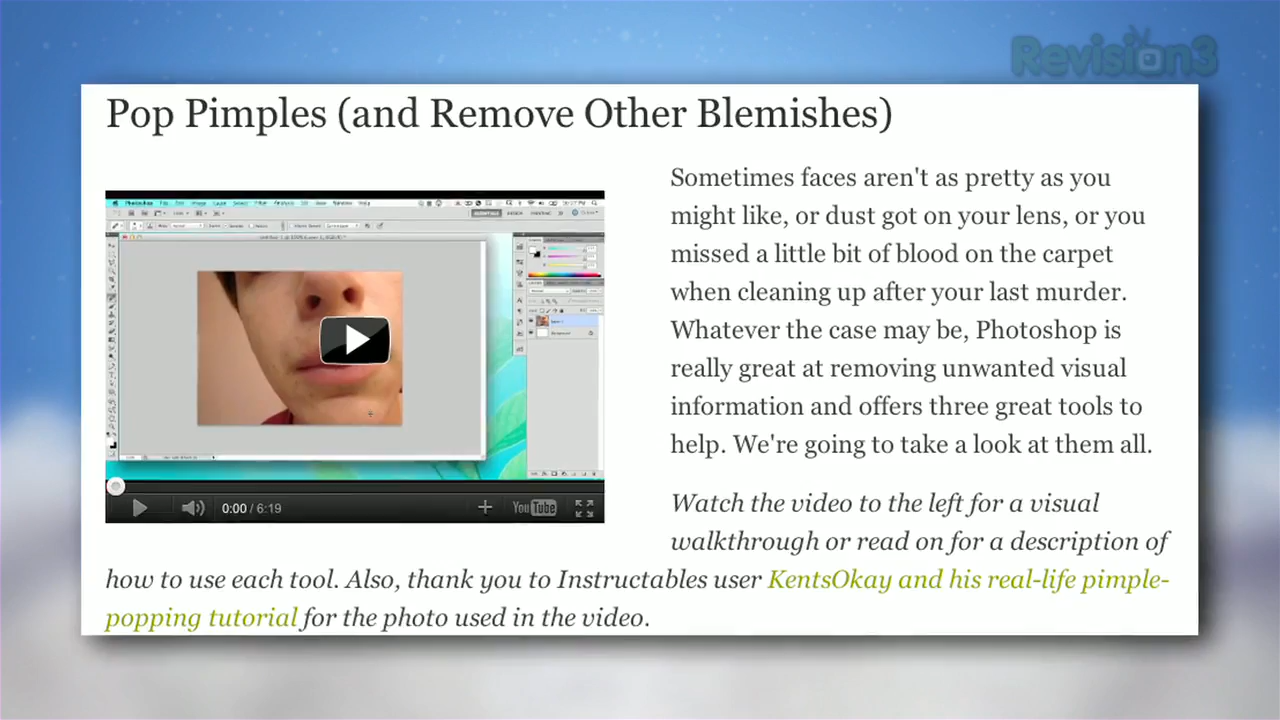 Revision3
Pop Pimples (and Remove Other Blemishes)
Sometimes faces aren't as pretty as you
might like, or dust got on your lens, or you
missed a little bit of blood on the carpet
when cleaning up after your last murder.
Whatever the case may be, Photoshop is
really great at removing unwanted visual
information and offers three great tools to
help. We're going to take a look at them all.
Photoshop
0:00 / 6:19
YouTube
Watch the video to the left for a visual
walkthrough or read on for a description of
how to use each tool. Also, thank you to Instructables user KentsOkay and his real-life pimple-
popping tutorial for the photo used in the video.